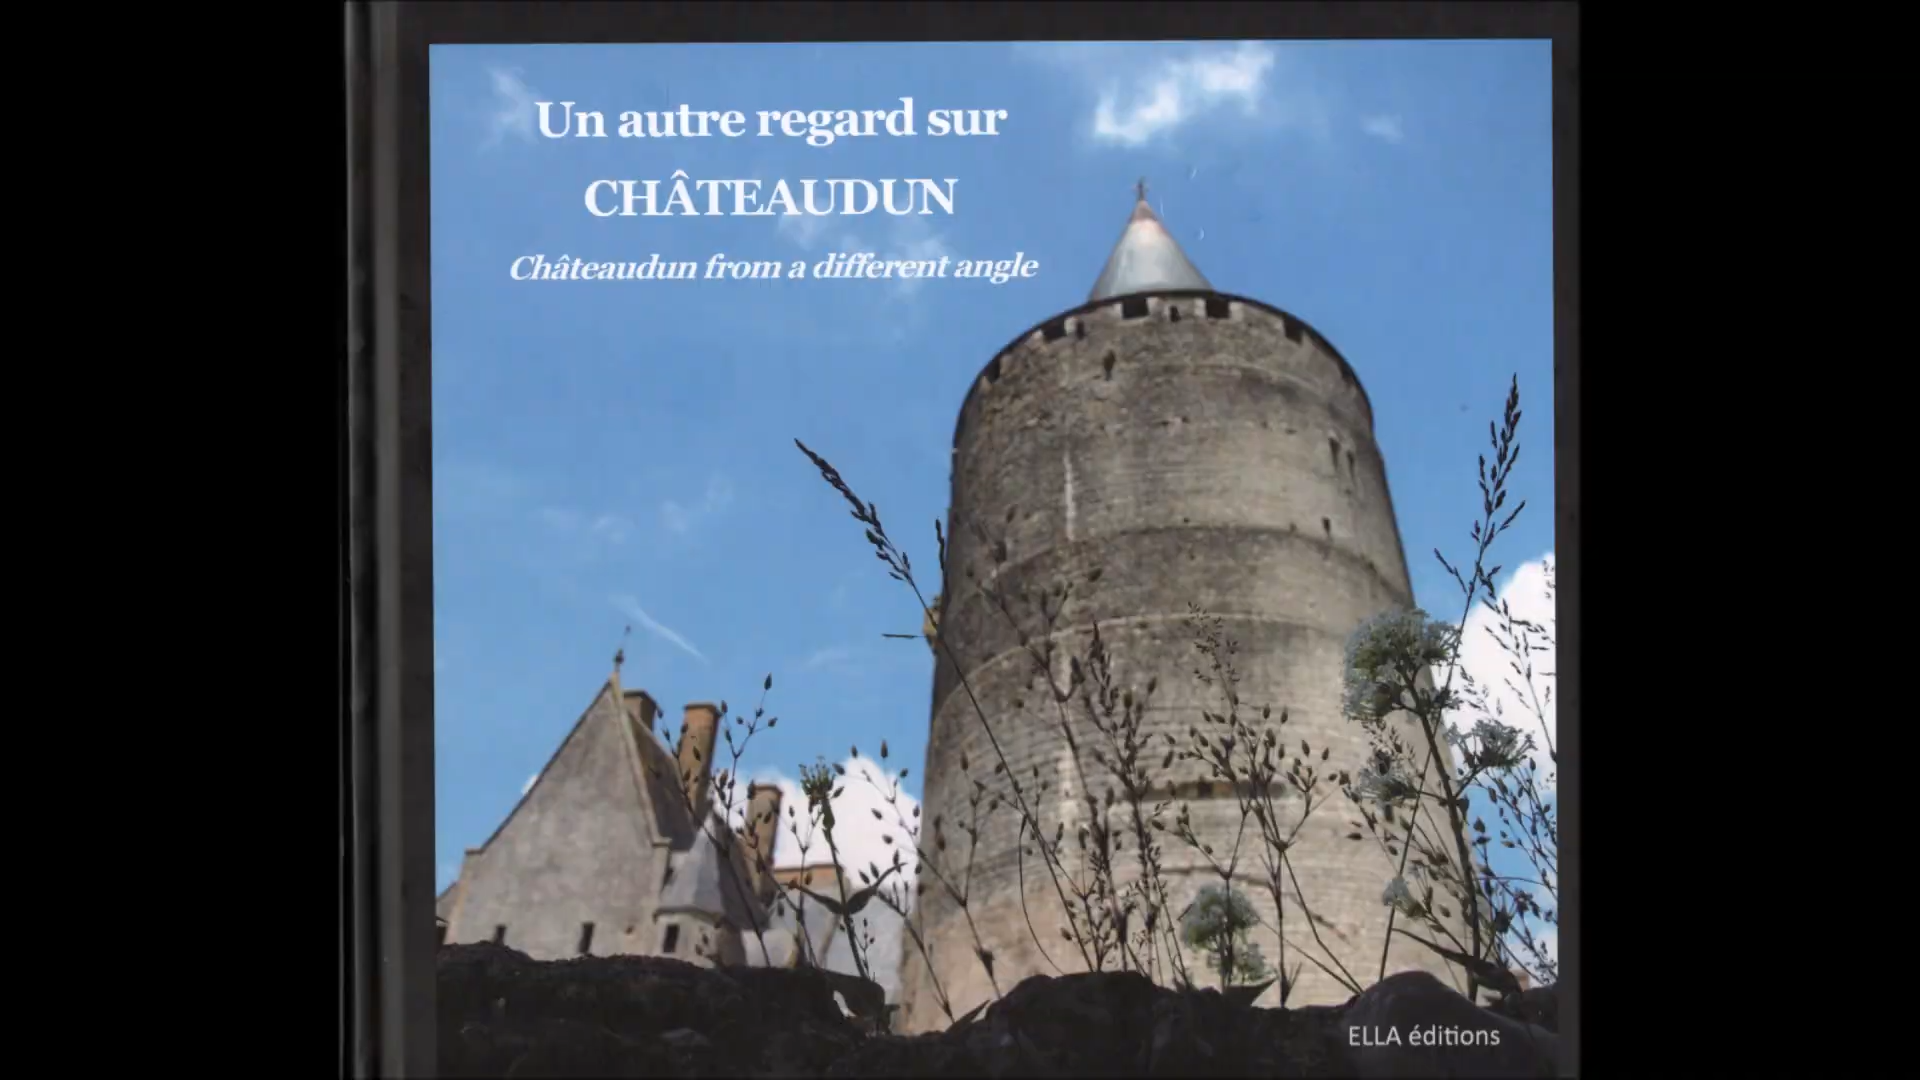 Un autre regard sur
CHÂTEAUDUN
Châteaudun from a different angle
ELLA éditions